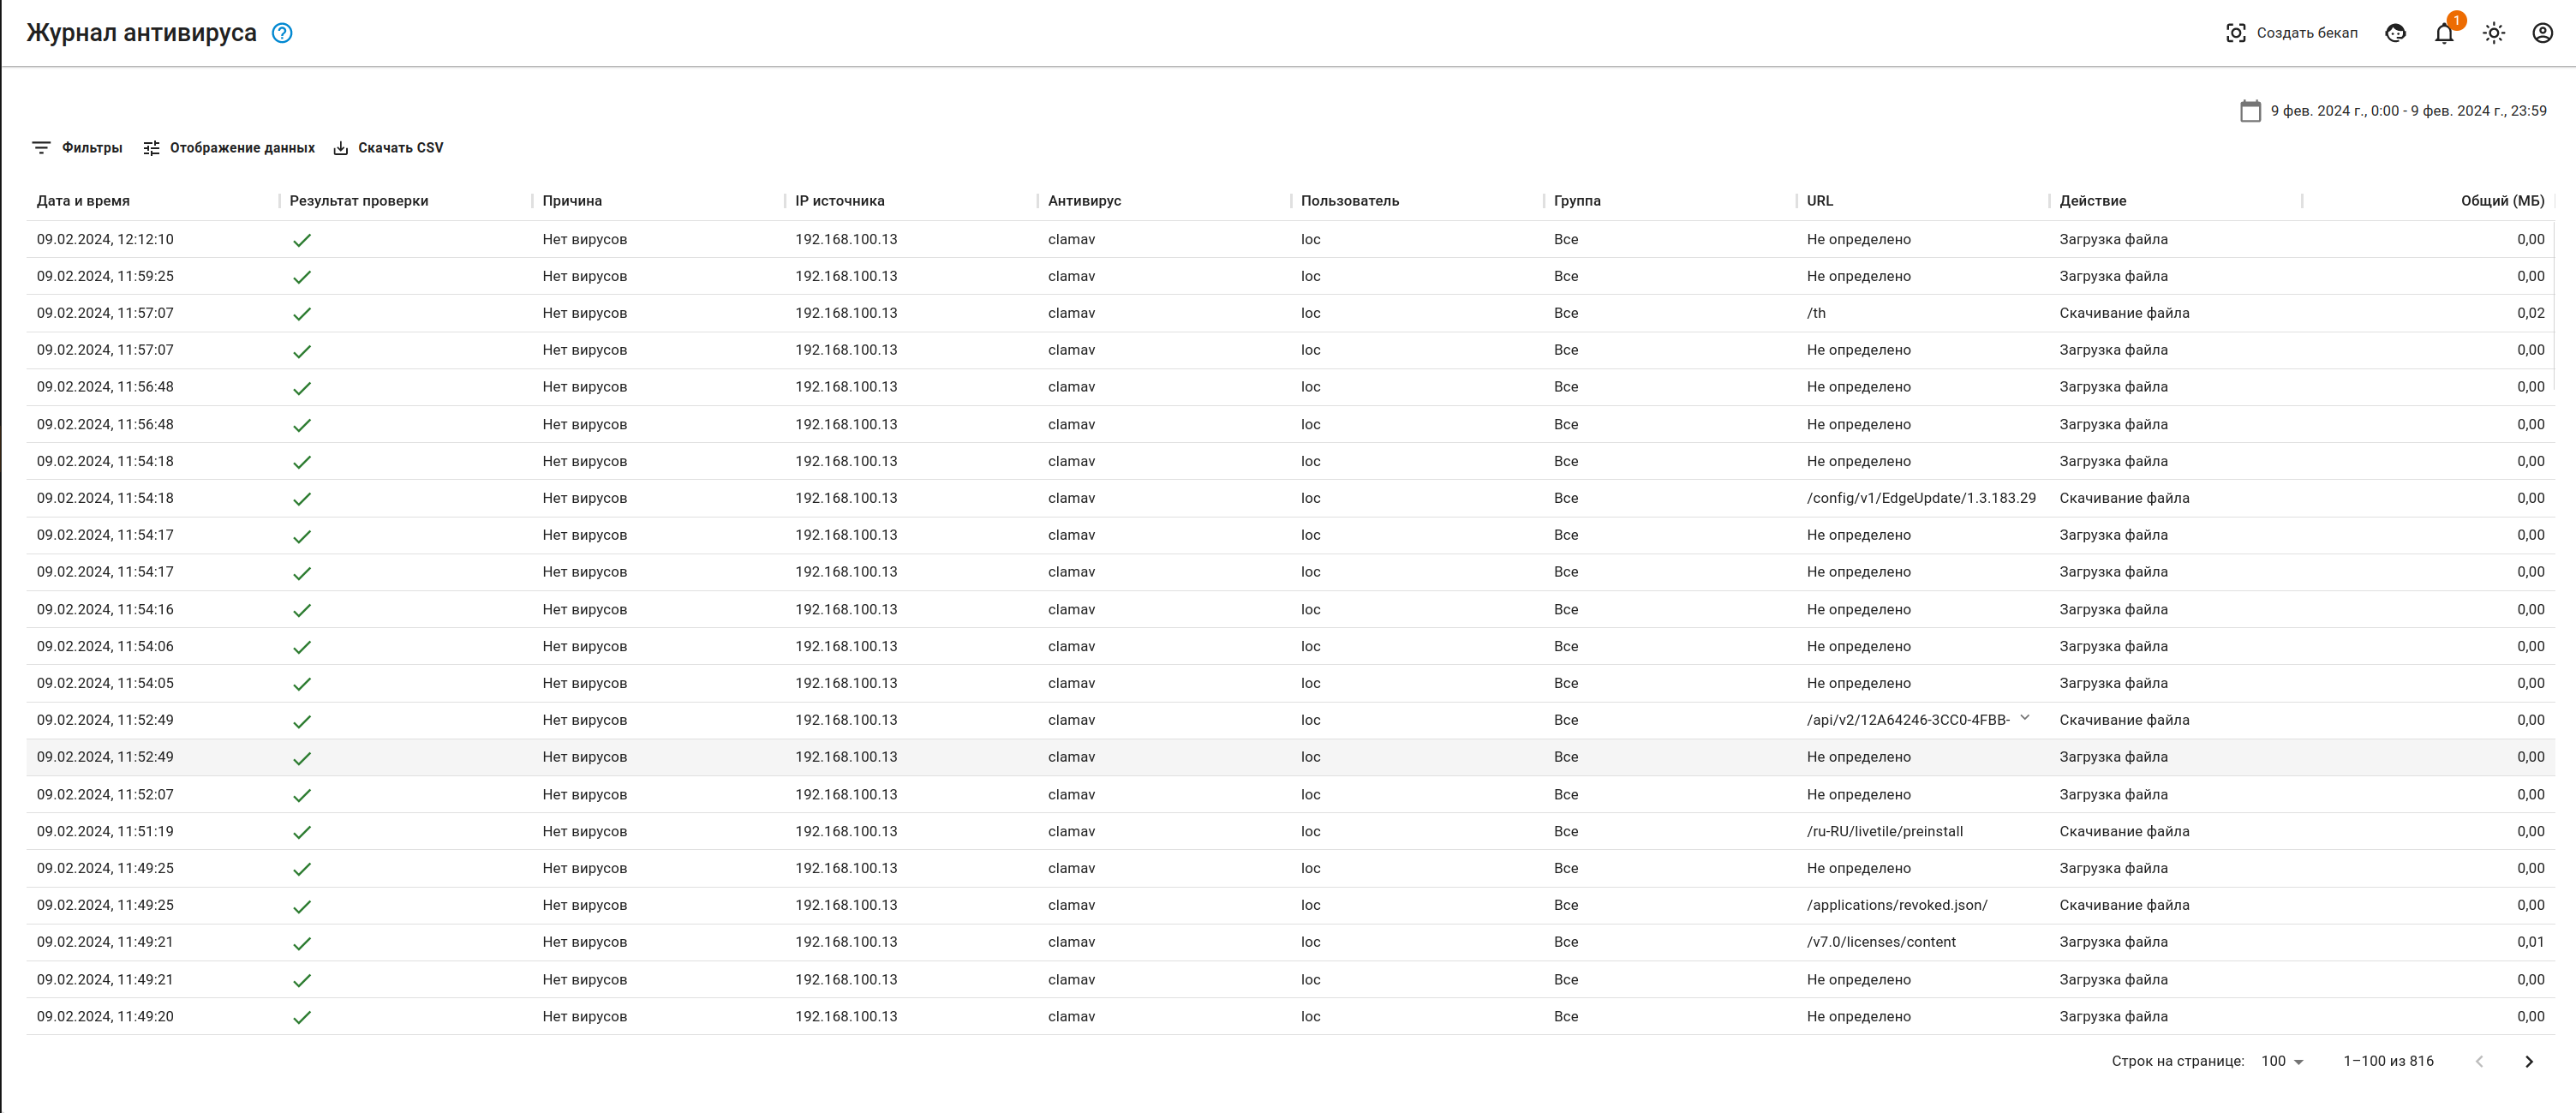 Журнал антивируса
Создать бекап 1
9 фев. 2024 г., 0:00 - 9 фев. 2024 г., 23:59
Фильтры Отображение данных Скачать CSV
Дата и время Результат проверки Причина IP источника Антивирус Пользователь Группа URL Действие Общий (МБ)
09.02.2024, 12:12:10 Нет вирусов 192.168.100.13 clamav loc Все Не определено Загрузка файла 0,00
09.02.2024, 11:59:25 Нет вирусов 192.168.100.13 clamav loc Все Не определено Загрузка файла 0,00
09.02.2024, 11:57:07 Нет вирусов 192.168.100.13 clamav loc Все /th Скачивание файла 0,02
09.02.2024, 11:57:07 Нет вирусов 192.168.100.13 clamav loc Все Не определено Загрузка файла 0,00
09.02.2024, 11:56:48 Нет вирусов 192.168.100.13 clamav loc Все Не определено Загрузка файла 0,00
09.02.2024, 11:56:48 Нет вирусов 192.168.100.13 clamav loc Все Не определено Загрузка файла 0,00
09.02.2024, 11:54:18 Нет вирусов 192.168.100.13 clamav loc Все Не определено Загрузка файла 0,00
09.02.2024, 11:54:18 Нет вирусов 192.168.100.13 clamav loc Все /config/v1/EdgeUpdate/1.3.183.29 Скачивание файла 0,00
09.02.2024, 11:54:17 Нет вирусов 192.168.100.13 clamav loc Все Не определено Загрузка файла 0,00
09.02.2024, 11:54:17 Нет вирусов 192.168.100.13 clamav loc Все Не определено Загрузка файла 0,00
09.02.2024, 11:54:16 Нет вирусов 192.168.100.13 clamav loc Все Не определено Загрузка файла 0,00
09.02.2024, 11:54:06 Нет вирусов 192.168.100.13 clamav loc Все Не определено Загрузка файла 0,00
09.02.2024, 11:54:05 Нет вирусов 192.168.100.13 clamav loc Все Не определено Загрузка файла 0,00
09.02.2024, 11:52:49 Нет вирусов 192.168.100.13 clamav loc Все /api/v2/12A64246-3CC0-4FBB- Скачивание файла 0,00
09.02.2024, 11:52:49 Нет вирусов 192.168.100.13 clamav loc Все Не определено Загрузка файла 0,00
09.02.2024, 11:52:07 Нет вирусов 192.168.100.13 clamav loc Все Не определено Загрузка файла 0,00
09.02.2024, 11:51:19 Нет вирусов 192.168.100.13 clamav loc Все /ru-RU/livetile/preinstall Скачивание файла 0,00
09.02.2024, 11:49:25 Нет вирусов 192.168.100.13 clamav loc Все Не определено Загрузка файла 0,00
09.02.2024, 11:49:25 Нет вирусов 192.168.100.13 clamav loc Все /applications/revoked.json/ Скачивание файла 0,00
09.02.2024, 11:49:21 Нет вирусов 192.168.100.13 clamav loc Все /v7.0/licenses/content Загрузка файла 0,01
09.02.2024, 11:49:21 Нет вирусов 192.168.100.13 clamav loc Все Не определено Загрузка файла 0,00
09.02.2024, 11:49:20 Нет вирусов 192.168.100.13 clamav loc Все Не определено Загрузка файла 0,00
Строк на странице: 100 1–100 из 816